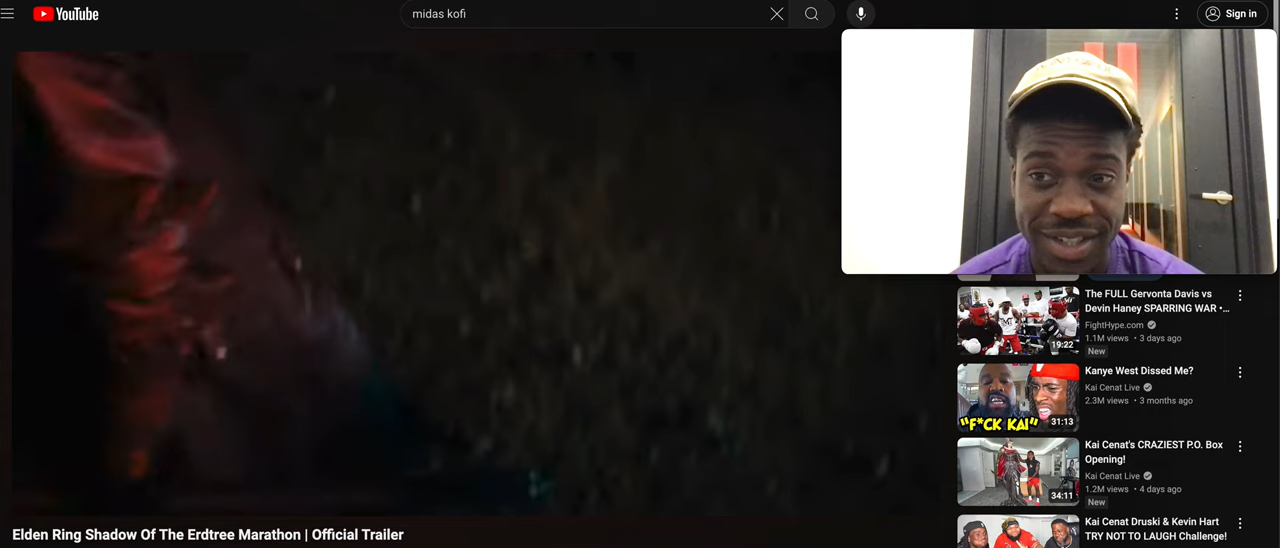 YouTube
midas kofi
Sign in
The FULL Gervonta Davis vs
Devin Haney SPARRING WAR •...
FightHype.com
1.1M views • 3 days ago
New
19:22
Kanye West Dissed Me?
Kai Cenat Live
2.3M views • 3 months ago
"F*CK KAI"
31:13
Kai Cenat's CRAZIEST P.O. Box
Opening!
Kai Cenat Live
1.2M views • 4 days ago
New
34:11
Kai Cenat Druski & Kevin Hart
TRY NOT TO LAUGH Challenge!
Elden Ring Shadow Of The Erdtree Marathon | Official Trailer